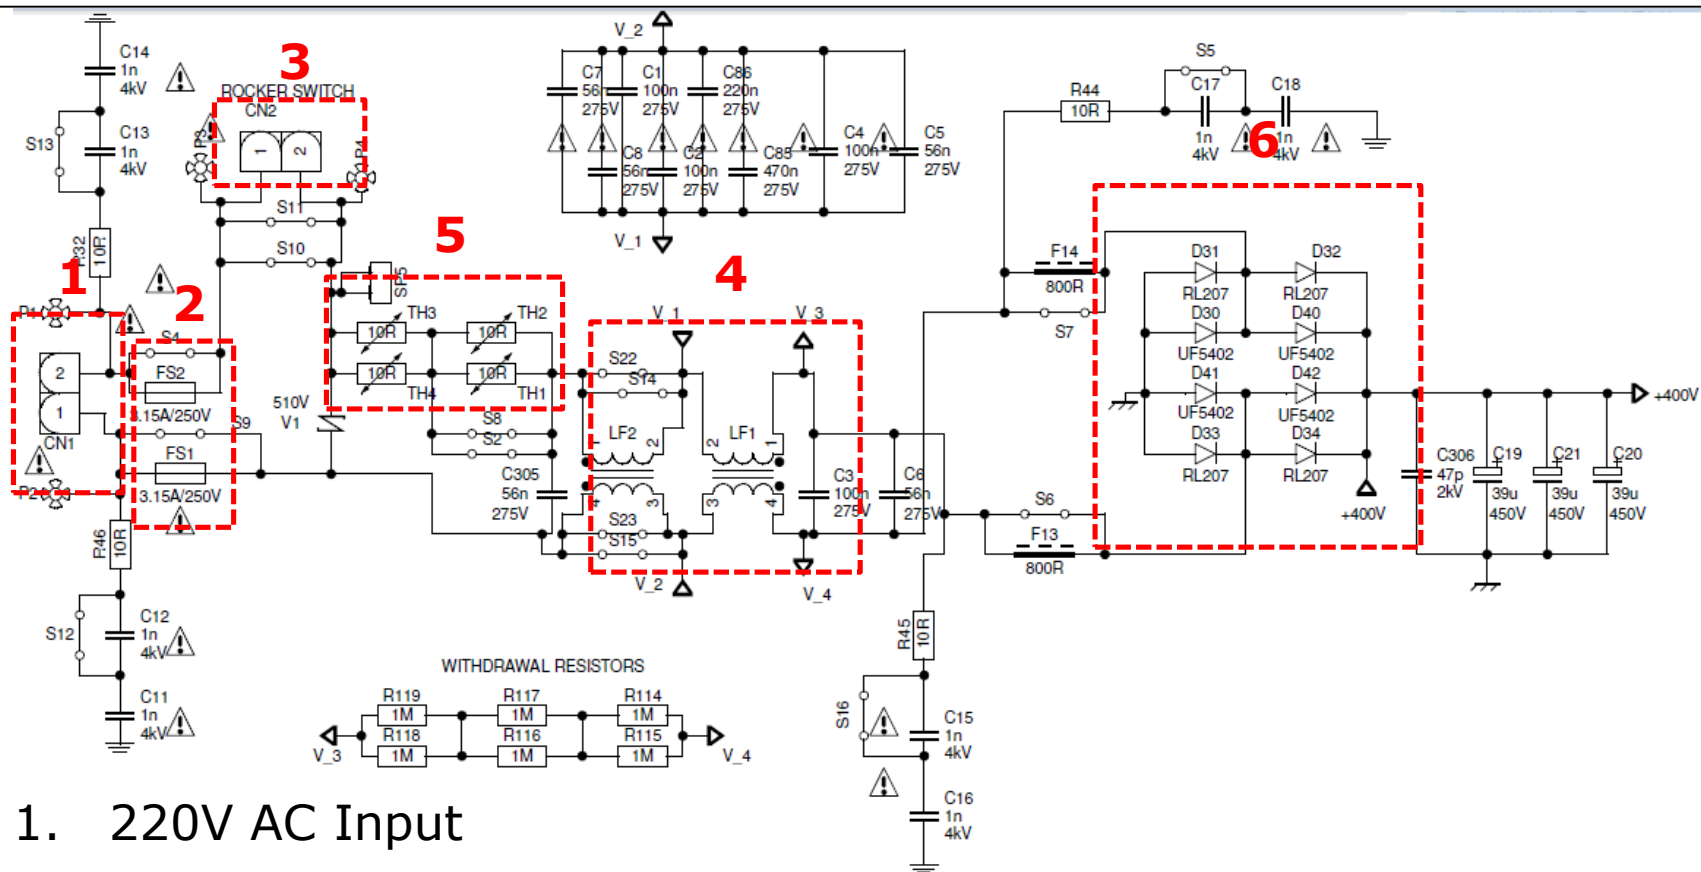 C14
1n
4kV
C13
1n
4kV
S13
R32
10R
3
ROCKER SWITCH
CN2
1
2
P3
P4
S11
S10
V_2
C7
56n
275V
C1
100n
275V
C86
220n
275V
C8
56n
275V
C2
100n
275V
C85
470n
275V
C4
100n
275V
C5
56n
275V
V_1
S5
R44
10R
C17
1n
4kV
C18
1n
4kV
6
1
P1
2
1
CN1
P2
2
S4
FS2
3.15A/250V
S9
FS1
3.15A/250V
510V
V1
5
SP5
TH3
10R
TH2
10R
TH4
10R
TH1
10R
S8
S2
C305
56n
275V
4
V_1
V_3
S22
S14
LF2
1
2
4
3
LF1
2
1
3
4
S23
S15
V_2
V_4
C3
100n
275V
C6
56n
275V
F14
800R
S7
S6
F13
800R
D31
RL207
D32
RL207
D30
UF5402
D40
UF5402
D41
UF5402
D42
UF5402
D33
RL207
D34
RL207
+400V
+400V
C306
47p
2kV
C19
39u
450V
C21
39u
450V
C20
39u
450V
R46
10R
S12
C12
1n
4kV
C11
1n
4kV
WITHDRAWAL RESISTORS
R119
1M
R117
1M
R114
1M
R118
1M
R116
1M
R115
1M
V_3
V_4
R45
10R
S16
C15
1n
4kV
C16
1n
4kV
1. 220V AC Input